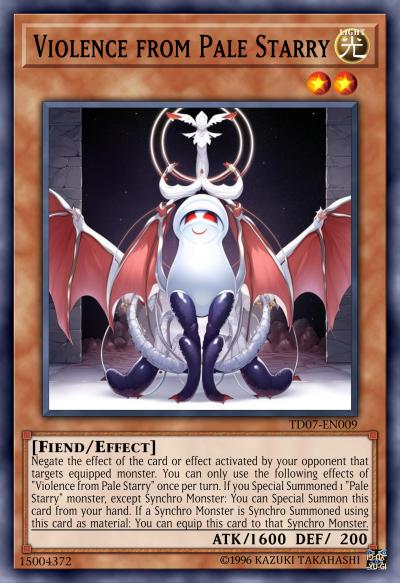 Violence from Pale Starry
LIGHT
光
TD07-EN009
[Fiend/Effect]
Negate the effect of the card or effect activated by your opponent that
targets equipped monster. You can only use the following effects of
"Violence from Pale Starry" once per turn. If you Special Summoned 1 "Pale
Starry" monster, except Synchro Monster: You can Special Summon this
card from your hand. If a Synchro Monster is Synchro Summoned using
this card as material: You can equip this card to that Synchro Monster.
ATK/1600 DEF/ 200
15004372
©1996 KAZUKI TAKAHASHI